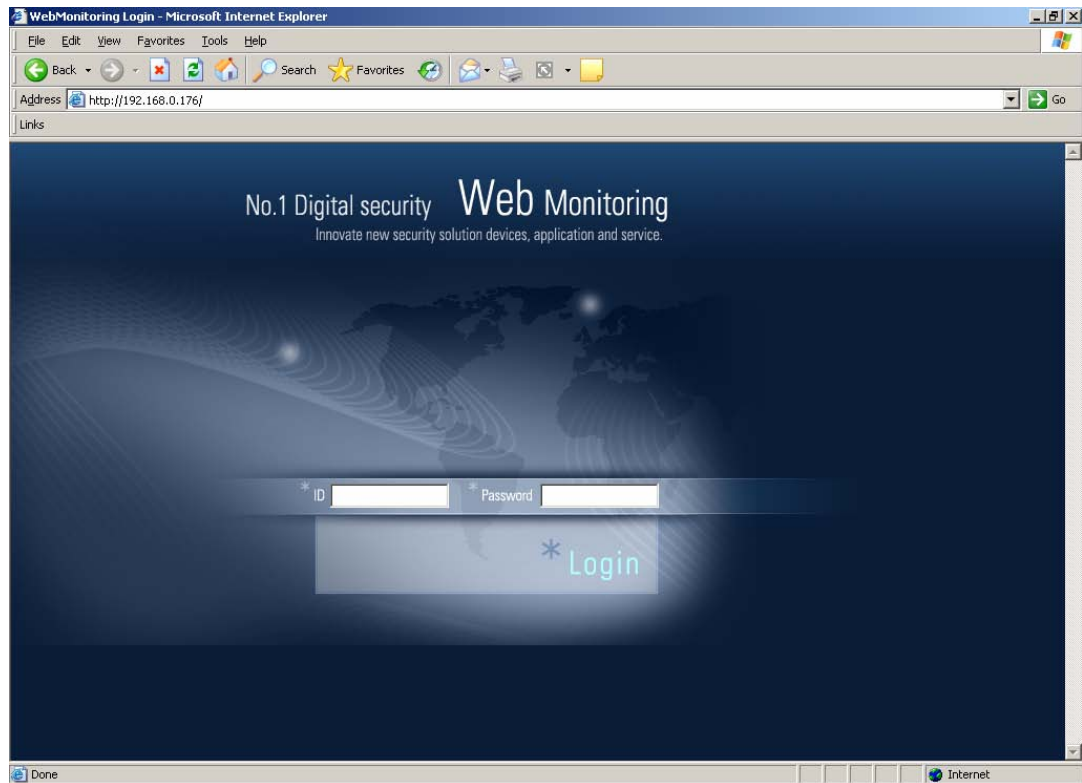 WebMonitoring Login - Microsoft Internet Explorer
File Edit View Favorites Tools Help
Back Search Favorites
Address http://192.168.0.176/ Go
Links
No.1 Digital security Web Monitoring
Innovate new security solution devices, application and service.
* ID * Password
* Login
Done Internet